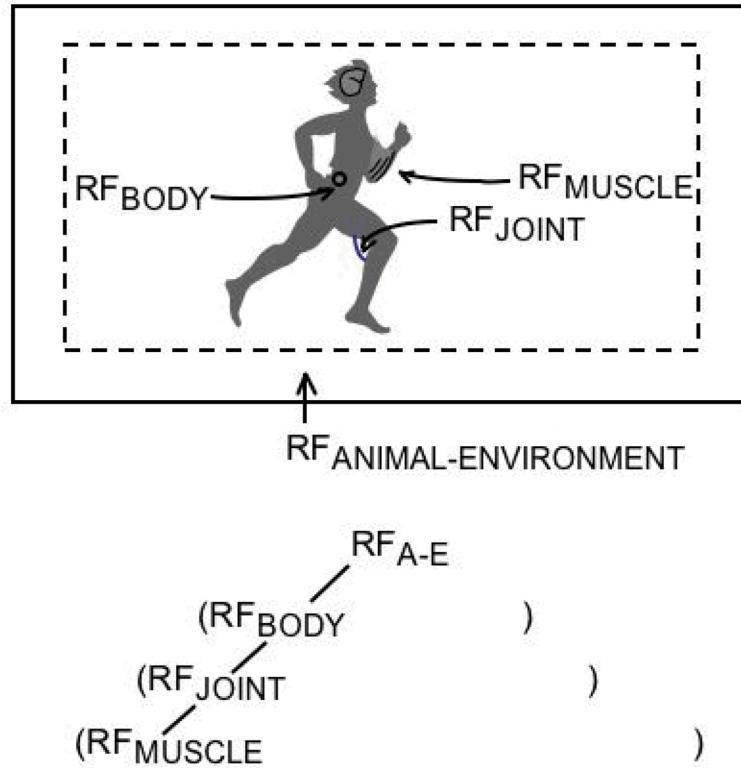 RFBODY
RFMUSCLE
RFJOINT
RFANIMAL-ENVIRONMENT
RFA-E
(RFBODY )
(RFJOINT )
(RFMUSCLE )